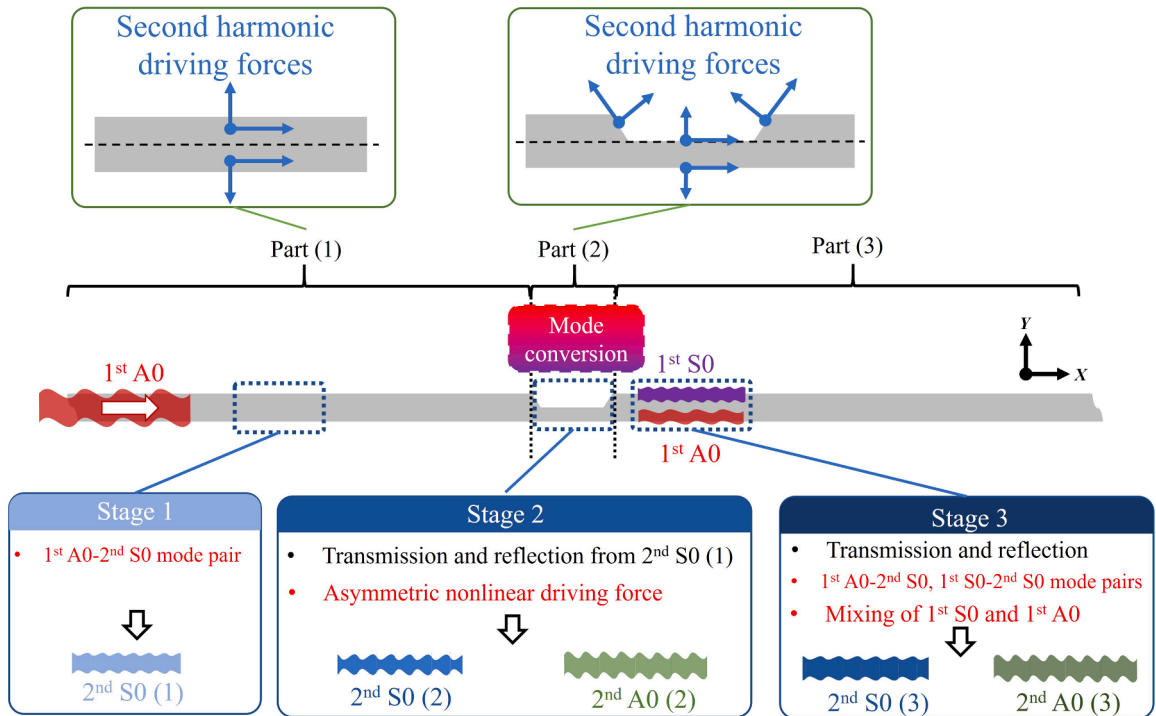 Second harmonic
driving forces
Second harmonic
driving forces
Part (1)
Part (2)
Part (3)
Mode
conversion
1st A0
1st S0
1st A0
Y
X
Stage 1
• 1st A0-2nd S0 mode pair
2nd S0 (1)
Stage 2
• Transmission and reflection from 2nd S0 (1)
• Asymmetric nonlinear driving force
2nd S0 (2)
2nd A0 (2)
Stage 3
• Transmission and reflection
• 1st A0-2nd S0, 1st S0-2nd S0 mode pairs
• Mixing of 1st S0 and 1st A0
2nd S0 (3)
2nd A0 (3)